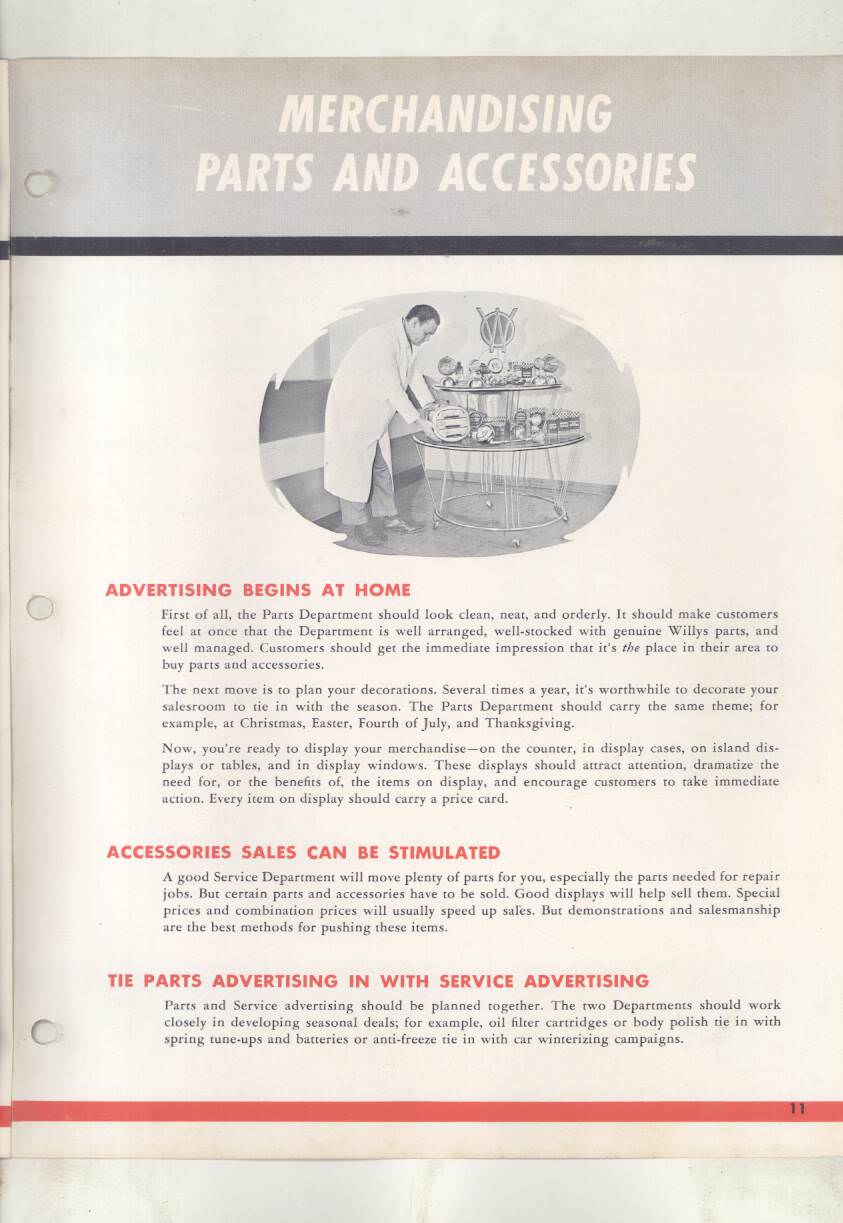 MERCHANDISING
PARTS AND ACCESSORIES
W
ADVERTISING BEGINS AT HOME
First of all, the Parts Department should look clean, neat, and orderly. It should make customers
feel at once that the Department is well arranged, well-stocked with genuine Willys parts, and
well managed. Customers should get the immediate impression that it's the place in their area to
buy parts and accessories.
The next move is to plan your decorations. Several times a year, it's worthwhile to decorate your
salesroom to tie in with the season. The Parts Department should carry the same theme; for
example, at Christmas, Easter, Fourth of July, and Thanksgiving.
Now, you're ready to display your merchandise—on the counter, in display cases, on island dis-
plays or tables, and in display windows. These displays should attract attention, dramatize the
need for, or the benefits of, the items on display, and encourage customers to take immediate
action. Every item on display should carry a price card.
ACCESSORIES SALES CAN BE STIMULATED
A good Service Department will move plenty of parts for you, especially the parts needed for repair
jobs. But certain parts and accessories have to be sold. Good displays will help sell them. Special
prices and combination prices will usually speed up sales. But demonstrations and salesmanship
are the best methods for pushing these items.
TIE PARTS ADVERTISING IN WITH SERVICE ADVERTISING
Parts and Service advertising should be planned together. The two Departments should work
closely in developing seasonal deals; for example, oil filter cartridges or body polish tie in with
spring tune-ups and batteries or anti-freeze tie in with car winterizing campaigns.
11